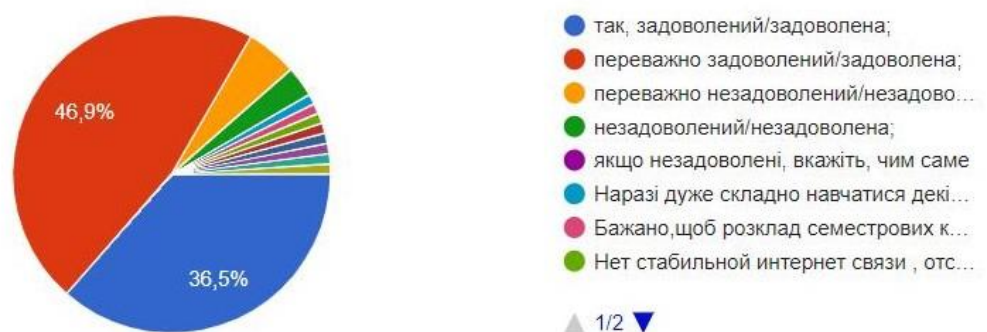 46,9%
36,5%
так, задоволений/задоволена;
переважно задоволений/задоволена;
переважно незадоволений/незадово...
незадоволений/незадоволена;
якщо незадоволені, вкажіть, чим саме
Наразі дуже складно навчатися декі...
Бажано,щоб розклад семестрових к...
Нет стабильной интернет связи , отс...
1/2